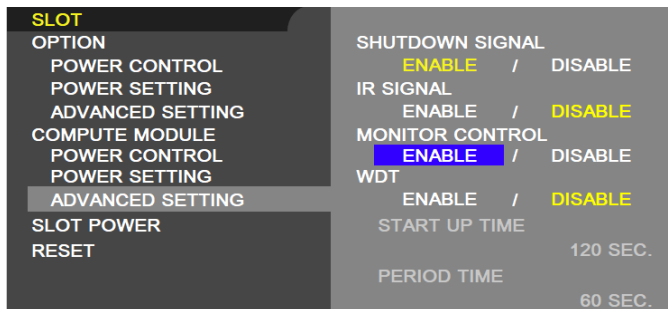 SLOT
OPTION
POWER CONTROL
POWER SETTING
ADVANCED SETTING
COMPUTE MODULE
POWER CONTROL
POWER SETTING
ADVANCED SETTING
SLOT POWER
RESET
SHUTDOWN SIGNAL
ENABLE / DISABLE
IR SIGNAL
ENABLE / DISABLE
MONITOR CONTROL
ENABLE / DISABLE
WDT
ENABLE / DISABLE
START UP TIME
120 SEC.
PERIOD TIME
60 SEC.